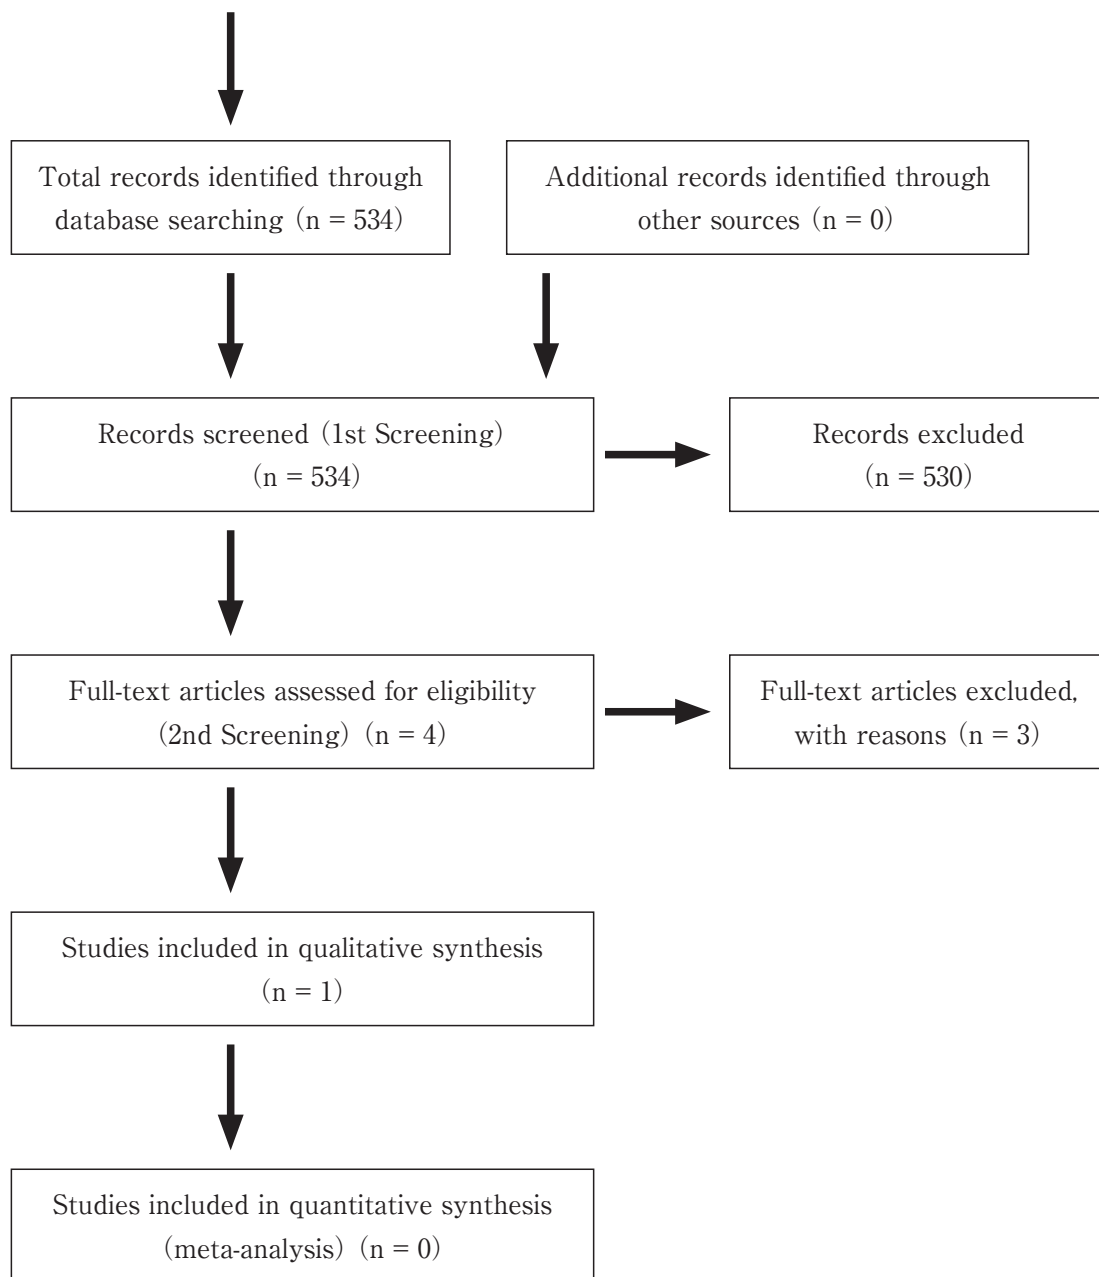 Total records identified through
database searching (n = 534)
Additional records identified through
other sources (n = 0)
Records screened (1st Screening)
(n = 534)
Records excluded
(n = 530)
Full-text articles assessed for eligibility
(2nd Screening) (n = 4)
Full-text articles excluded,
with reasons (n = 3)
Studies included in qualitative synthesis
(n = 1)
Studies included in quantitative synthesis
(meta-analysis) (n = 0)